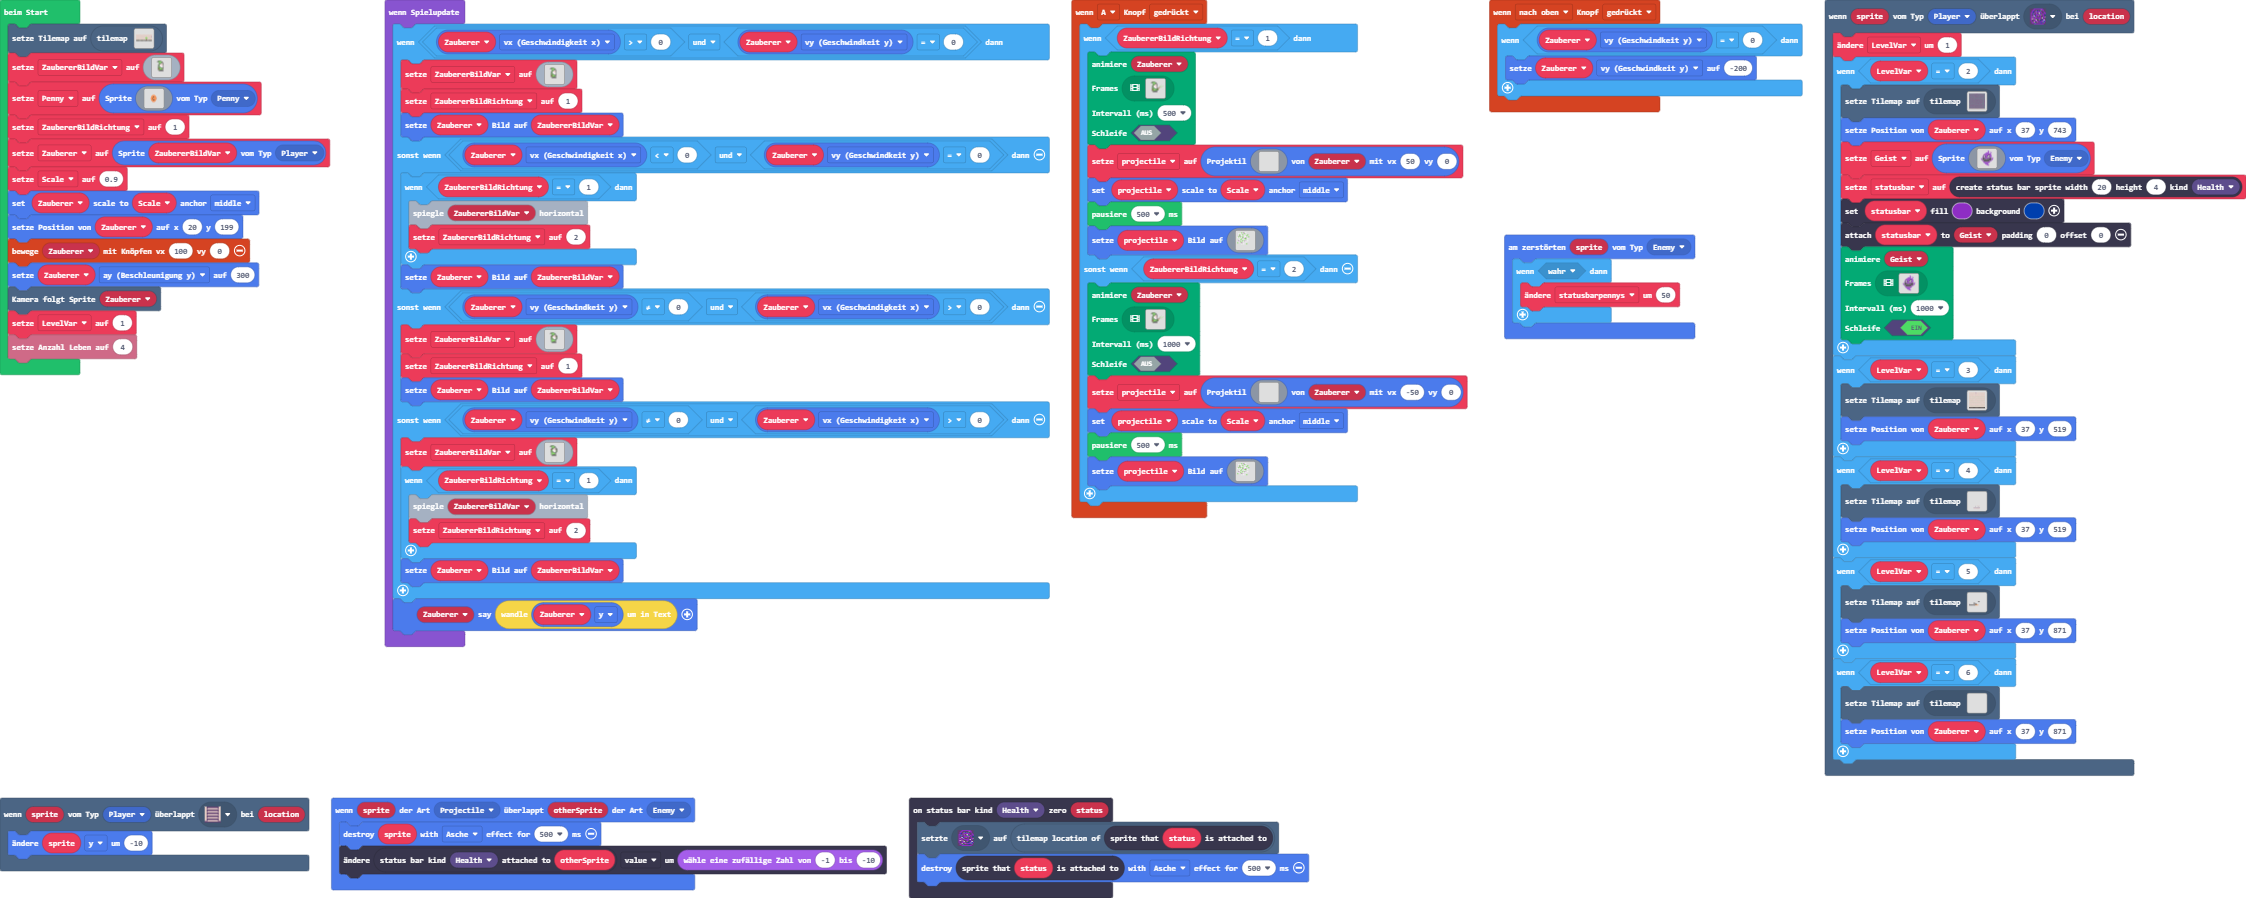 beim Start
setze Tilemap auf tilemap
setze ZaubererBildVar auf
setze Penny auf Sprite vom Typ Penny
setze ZaubererBildRichtung auf 1
setze Zauberer auf Sprite ZaubererBildVar vom Typ Player
setze Scale auf 0.9
set Zauberer scale to Scale anchor middle
setze Position von Zauberer auf x 20 y 199
bewege Zauberer mit Knöpfen vx 100 vy 0
setze Zauberer ay (Beschleunigung y) auf 300
Kamera folgt Sprite Zauberer
setze LevelVar auf 1
setze Anzahl Leben auf 4
wenn Spielupdate
wenn Zauberer vx (Geschwindigkeit x) > 0 und Zauberer vy (Geschwindkeit y) = 0 dann
setze ZaubererBildVar auf
setze ZaubererBildRichtung auf 1
setze Zauberer Bild auf ZaubererBildVar
sonst wenn Zauberer vx (Geschwindigkeit x) < 0 und Zauberer vy (Geschwindkeit y) = 0 dann
wenn ZaubererBildRichtung = 1 dann
spiegle ZaubererBildVar horizontal
setze ZaubererBildRichtung auf 2
setze Zauberer Bild auf ZaubererBildVar
sonst wenn Zauberer vy (Geschwindkeit y) ≠ 0 und Zauberer vx (Geschwindigkeit x) > 0 dann
setze ZaubererBildVar auf
setze ZaubererBildRichtung auf 1
setze Zauberer Bild auf ZaubererBildVar
sonst wenn Zauberer vy (Geschwindkeit y) ≠ 0 und Zauberer vx (Geschwindigkeit x) > 0 dann
setze ZaubererBildVar auf
wenn ZaubererBildRichtung = 1 dann
spiegle ZaubererBildVar horizontal
setze ZaubererBildRichtung auf 2
setze Zauberer Bild auf ZaubererBildVar
Zauberer say wandle Zauberer y um in Text
wenn A Knopf gedrückt
wenn ZaubererBildRichtung = 1 dann
animiere Zauberer
Frames
Intervall (ms) 500
Schleife AUS
setze projectile auf Projektil von Zauberer mit vx 50 vy 0
set projectile scale to Scale anchor middle
pausiere 500 ms
setze projectile Bild auf
sonst wenn ZaubererBildRichtung = 2 dann
animiere Zauberer
Frames
Intervall (ms) 1000
Schleife AUS
setze projectile auf Projektil von Zauberer mit vx -50 vy 0
set projectile scale to Scale anchor middle
pausiere 500 ms
setze projectile Bild auf
wenn nach oben Knopf gedrückt
wenn Zauberer vy (Geschwindkeit y) = 0 dann
setze Zauberer vy (Geschwindkeit y) auf -200
am zerstörten sprite vom Typ Enemy
wenn wahr dann
ändere statusbarpennys um 50
wenn sprite vom Typ Player überlappt bei location
ändere LevelVar um 1
wenn LevelVar = 2 dann
setze Tilemap auf tilemap
setze Position von Zauberer auf x 37 y 743
setze Geist auf Sprite vom Typ Enemy
setze statusbar auf create status bar sprite width 20 height 4 kind Health
set statusbar fill background
attach statusbar to Geist padding 0 offset 0
animiere Geist
Frames
Intervall (ms) 1000
Schleife EIN
wenn LevelVar = 3 dann
setze Tilemap auf tilemap
setze Position von Zauberer auf x 37 y 519
wenn LevelVar = 4 dann
setze Tilemap auf tilemap
setze Position von Zauberer auf x 37 y 519
wenn LevelVar = 5 dann
setze Tilemap auf tilemap
setze Position von Zauberer auf x 37 y 871
wenn LevelVar = 6 dann
setze Tilemap auf tilemap
setze Position von Zauberer auf x 37 y 871
wenn sprite vom Typ Player überlappt bei location
ändere sprite y um -10
wenn sprite der Art Projectile überlappt otherSprite der Art Enemy
destroy sprite with Asche effect for 500 ms
ändere status bar kind Health attached to otherSprite value um wähle eine zufällige Zahl von -1 bis -10
on status bar kind Health zero status
setzte auf tilemap location of sprite that status is attached to
destroy sprite that status is attached to with Asche effect for 500 ms